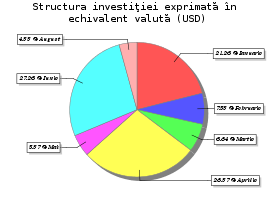 Structura investiţiei exprimată în
echivalent valută (USD)
4.55 % August
21.26 % Ianuarie
27.26 % Iunie
7.55 % Februarie
6.64 % Martie
5.57 % Mai
26.57 % Aprilie